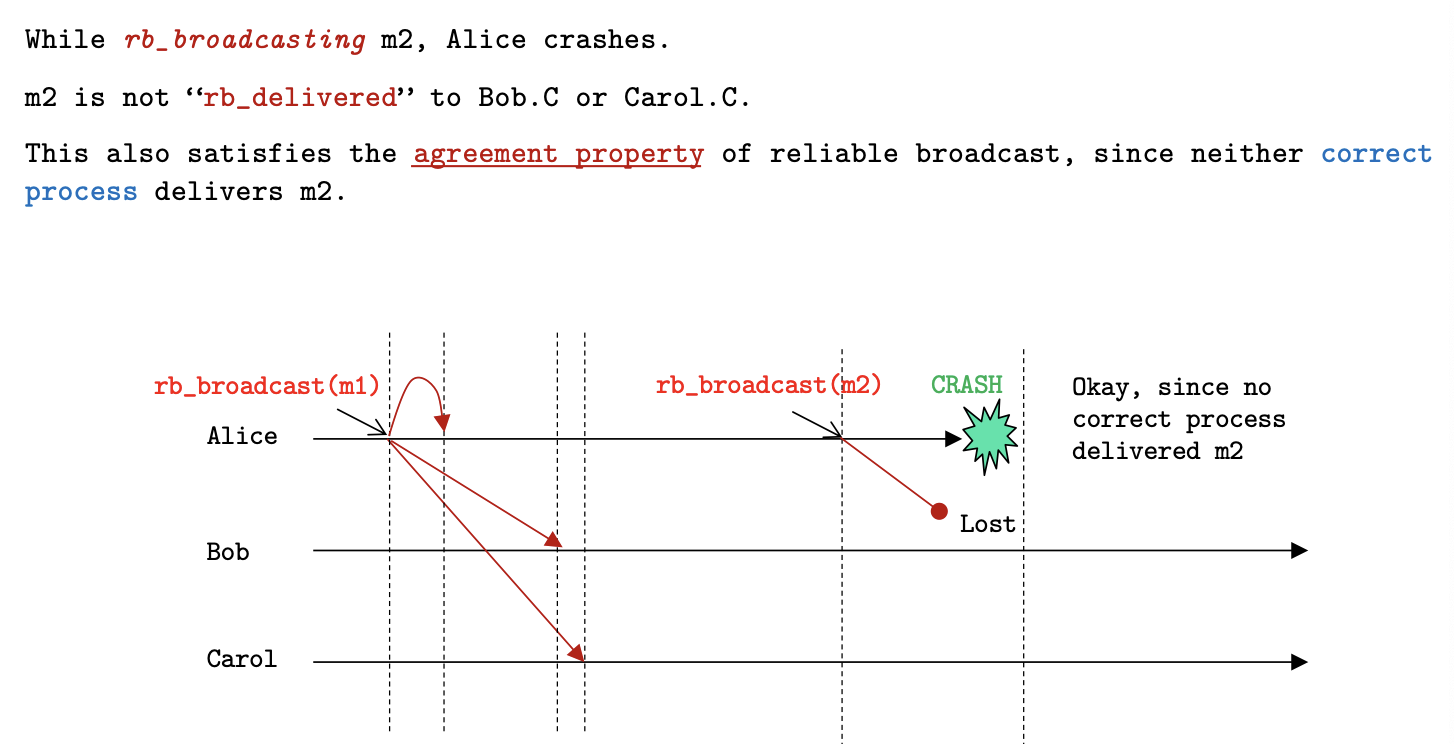 While rb_broadcasting m2, Alice crashes.
m2 is not “rb_delivered” to Bob.C or Carol.C.
This also satisfies the agreement property of reliable broadcast, since neither correct
process delivers m2.
rb_broadcast(m1)
rb_broadcast(m2)
CRASH
Okay, since no
correct process
delivered m2
Alice
Lost
Bob
Carol